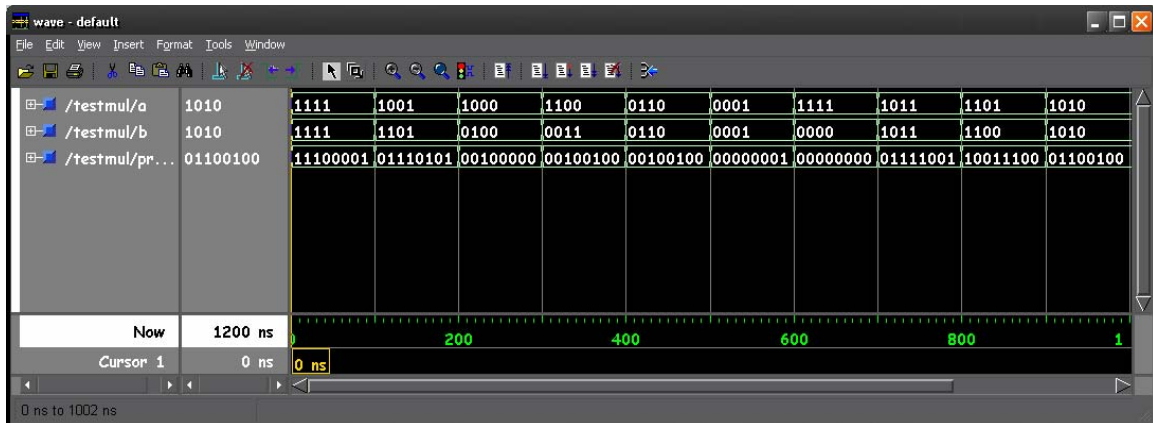 wave - default
File Edit View Insert Format Tools Window
/testmul/a 1010 1111 1001 1000 1100 0110 0001 1111 1011 1101 1010
/testmul/b 1010 1111 1101 0100 0011 0110 0001 0000 1011 1100 1010
/testmul/pr... 01100100 11100001 01110101 00100000 00100100 00100100 00000001 00000000 01111001 10011100 01100100
Now 1200 ns 0 200 400 600 800 1
Cursor 1 0 ns 0 ns
0 ns to 1002 ns